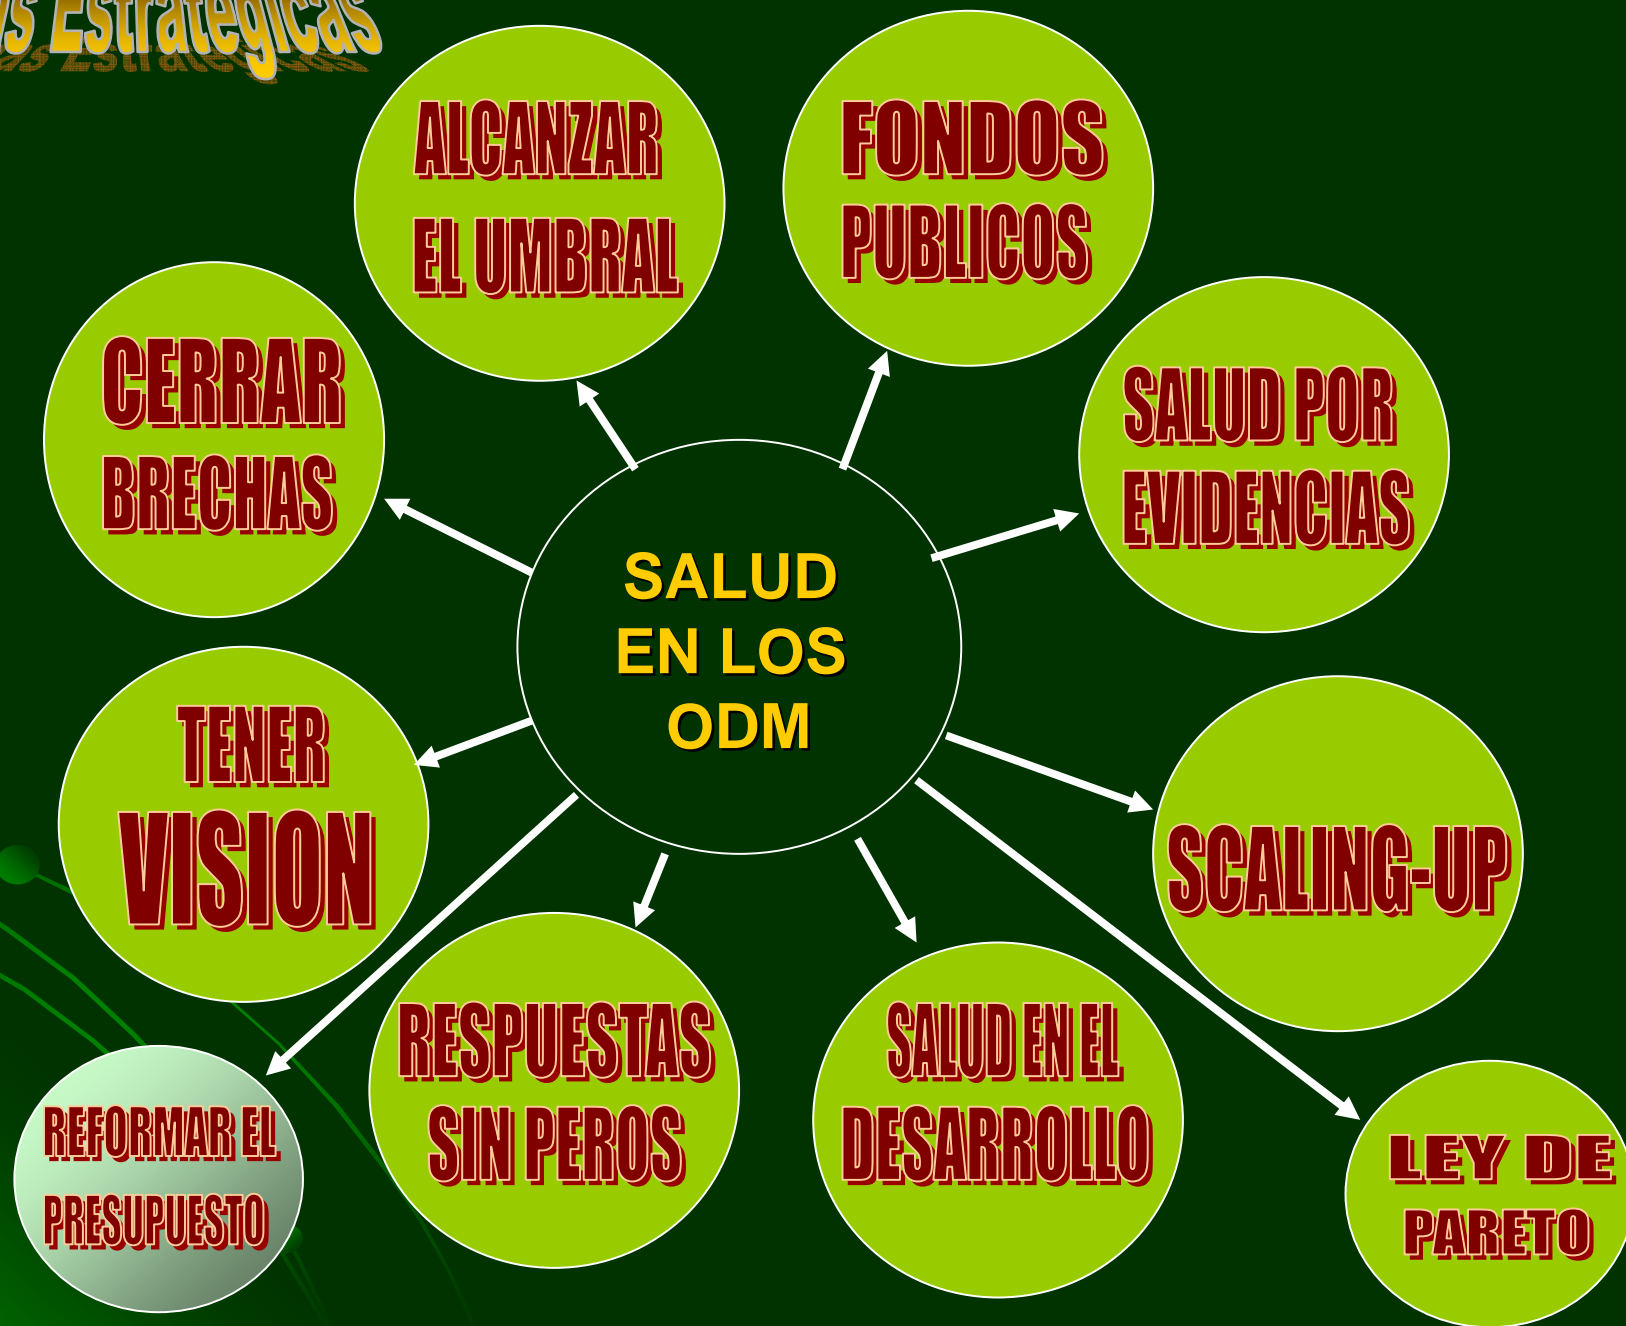 Estratégicas
ALCANZAR
EL UMBRAL
FONDOS
PUBLICOS
CERRAR
BRECHAS
SALUD POR
EVIDENCIAS
SALUD
EN LOS
ODM
TENER
VISION
SCALING-UP
RESPUESTAS
SIN PEROS
SALUD EN EL
DESARROLLO
REFORMAR EL
PRESUPUESTO
LEY DE
PARETO